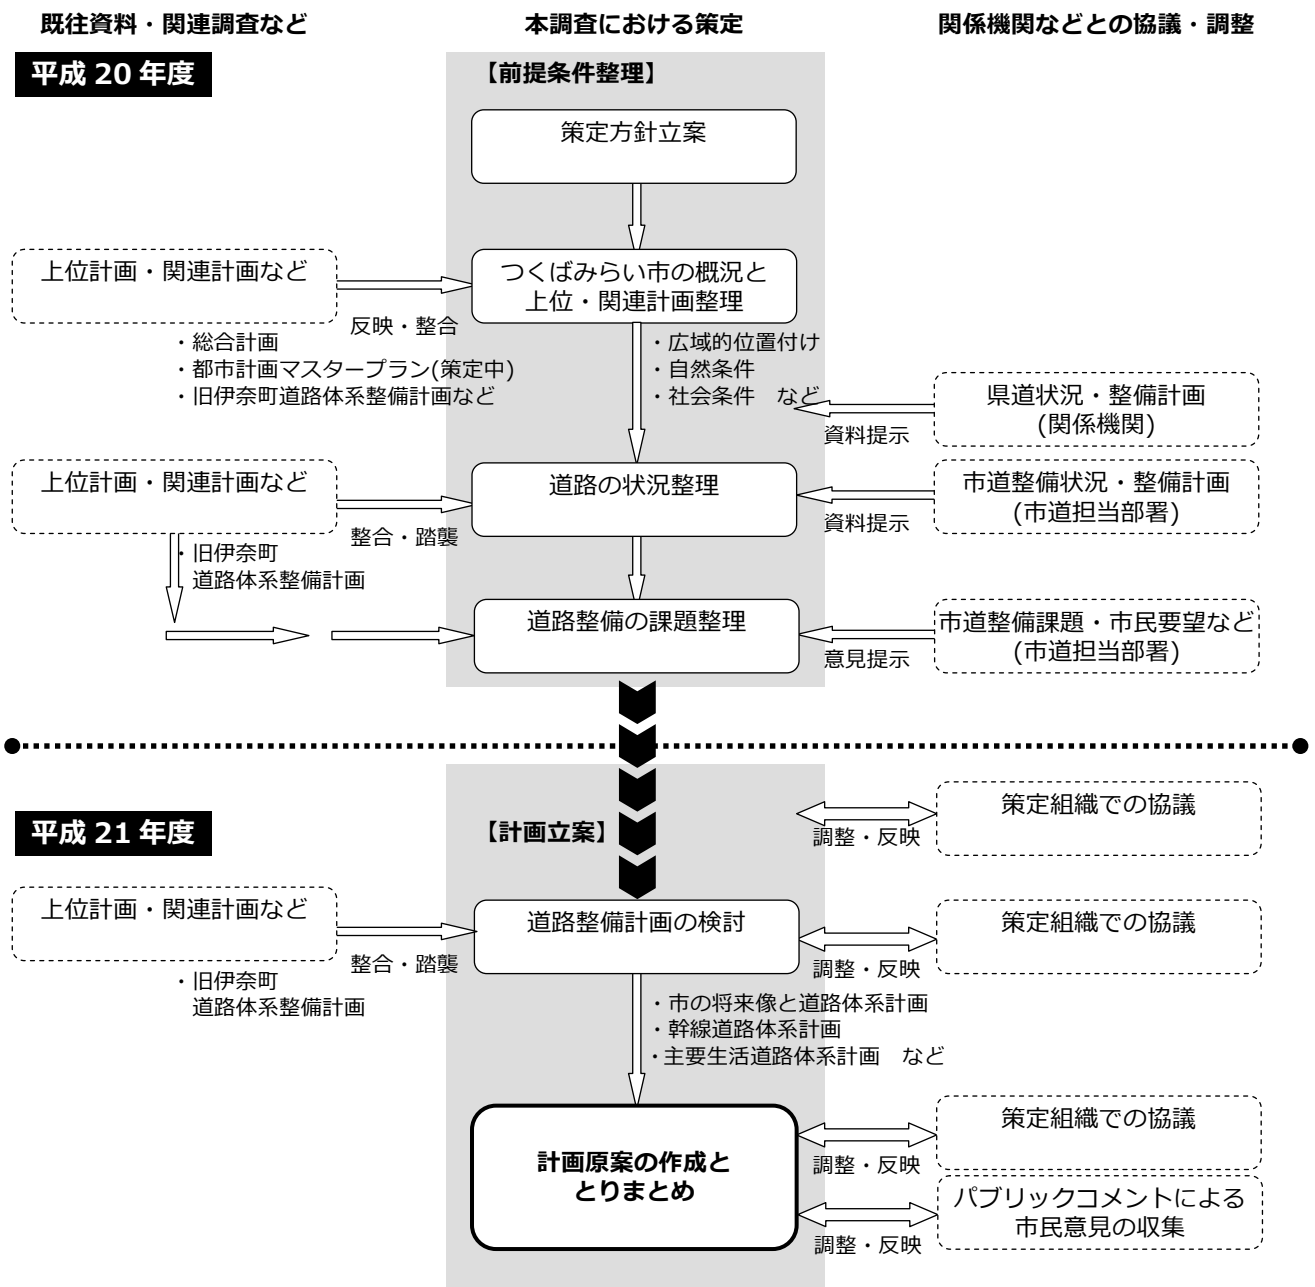 既往資料・関連調査など
本調査における策定
関係機関などとの協議・調整
平成 20 年度
【前提条件整理】
策定方針立案
上位計画・関連計画など
つくばみらい市の概況と
上位・関連計画整理
反映・整合
・総合計画
・都市計画マスタープラン(策定中)
・旧伊奈町道路体系整備計画など
・広域的位置付け
・自然条件
・社会条件　など
県道状況・整備計画
(関係機関)
資料提示
上位計画・関連計画など
道路の状況整理
市道整備状況・整備計画
(市道担当部署)
整合・踏襲
資料提示
・旧伊奈町
道路体系整備計画
道路整備の課題整理
市道整備課題・市民要望など
(市道担当部署)
意見提示
平成 21 年度
【計画立案】
策定組織での協議
調整・反映
上位計画・関連計画など
道路整備計画の検討
策定組織での協議
整合・踏襲
調整・反映
・旧伊奈町
道路体系整備計画
・市の将来像と道路体系計画
・幹線道路体系計画
・主要生活道路体系計画　など
計画原案の作成と
とりまとめ
策定組織での協議
調整・反映
パブリックコメントによる
市民意見の収集
調整・反映